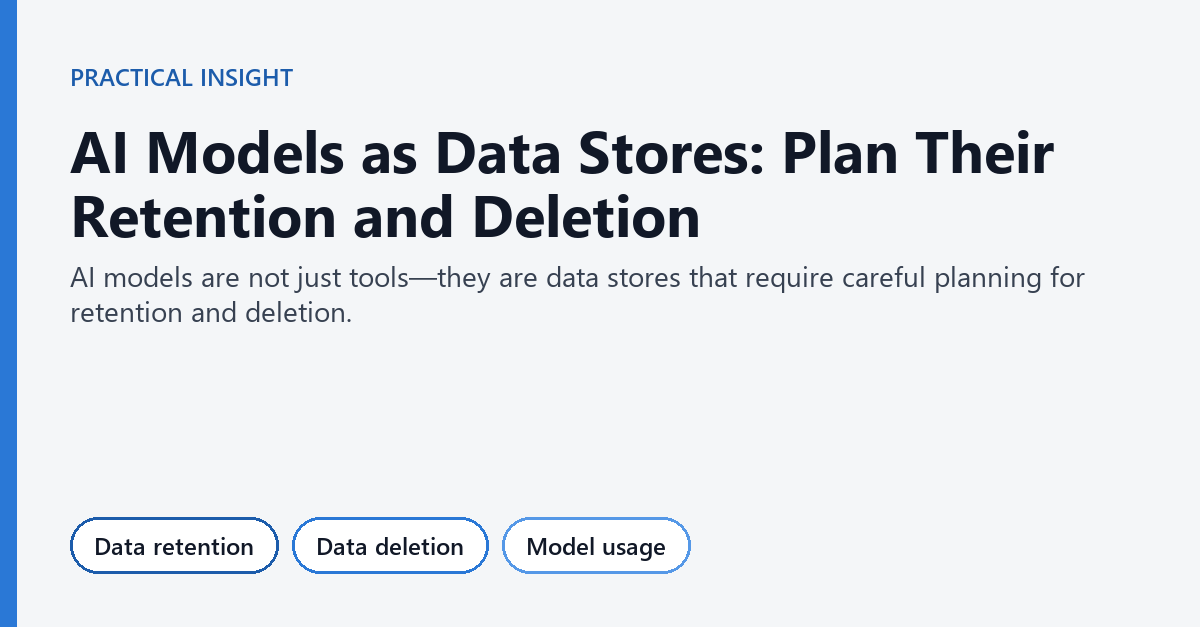 PRACTICAL INSIGHT
AI Models as Data Stores: Plan Their
Retention and Deletion
AI models are not just tools—they are data stores that require careful planning for
retention and deletion.
Data retention
Data deletion
Model usage